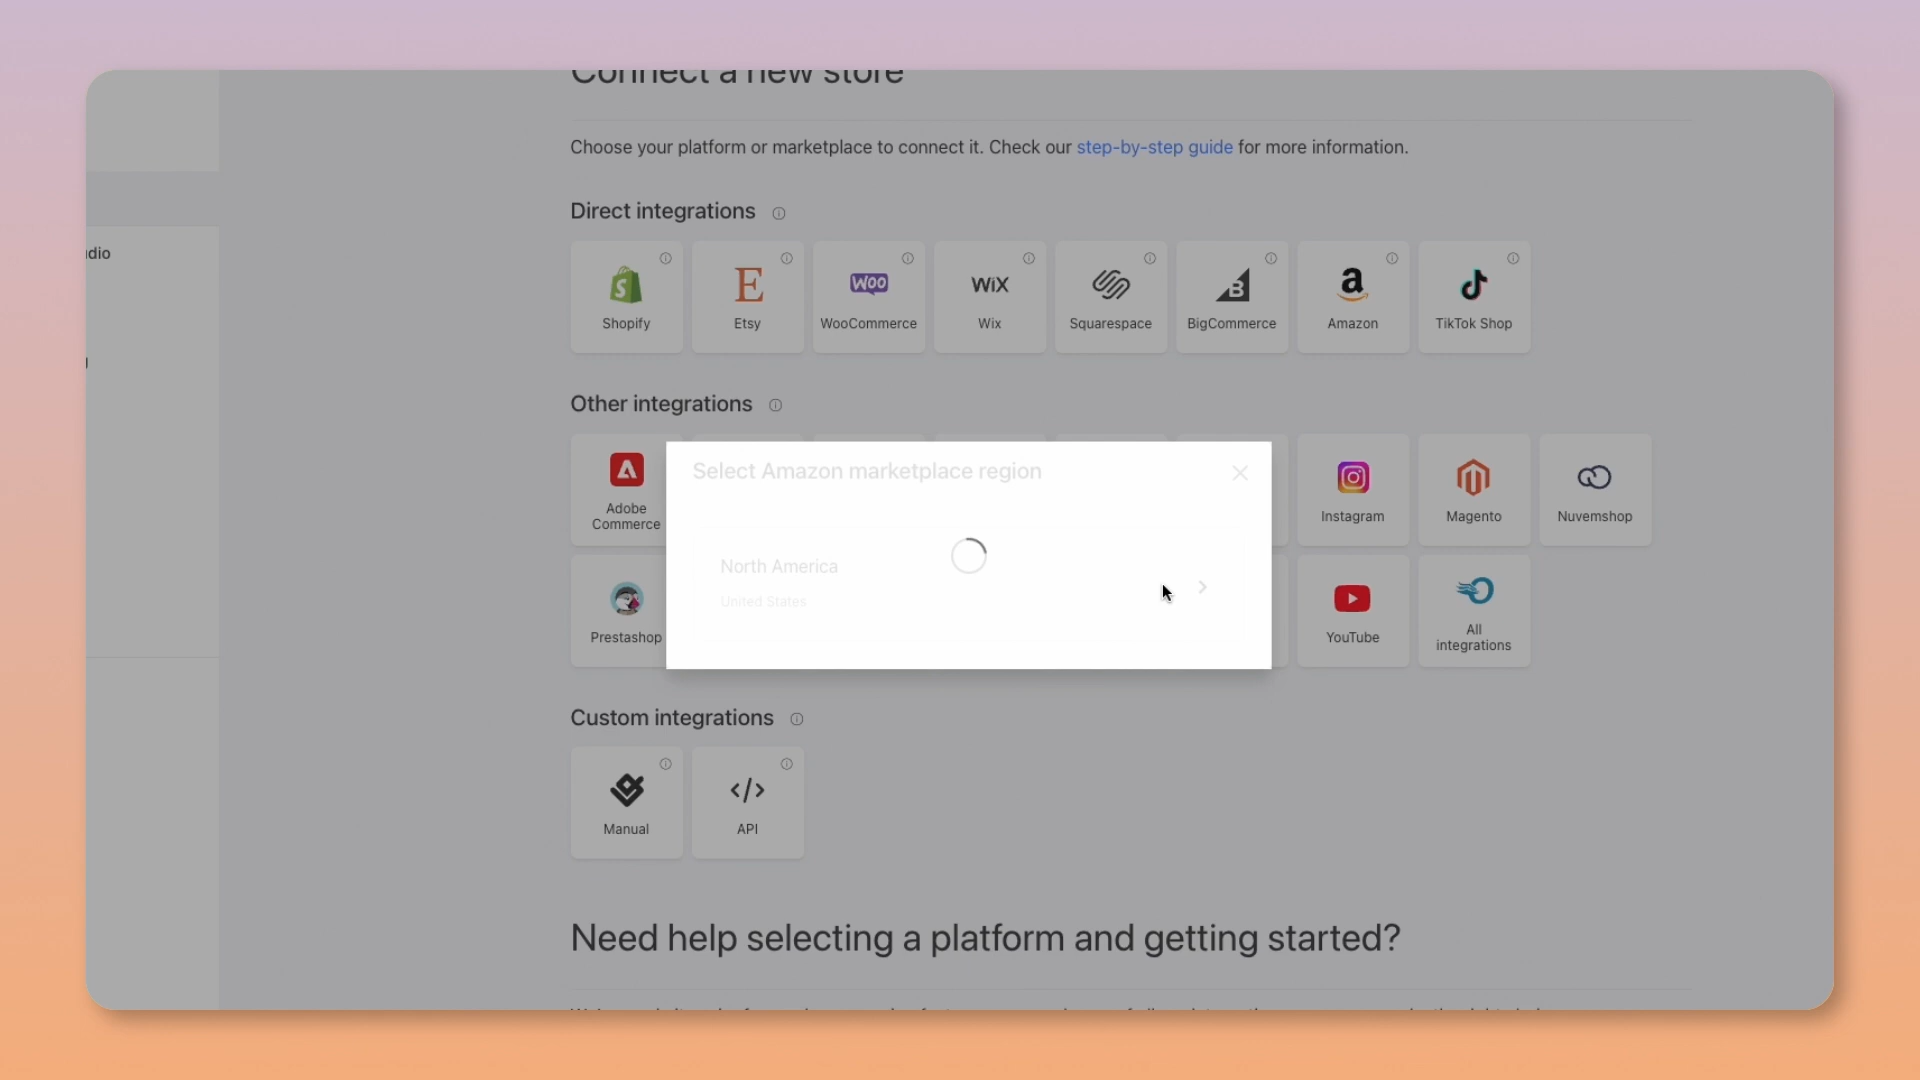 Connect a new store
Choose your platform or marketplace to connect it. Check our step-by-step guide for more information.
dio
Direct integrations
Shopify
E
Etsy
WOO
WooCommerce
WiX
Wix
Squarespace
B
BigCommerce
a
Amazon
TikTok Shop
Other integrations
Adobe
Commerce
Select Amazon marketplace region
North America
United States
Instagram
Magento
Nuvemshop
Prestashop
YouTube
All
integrations
Custom integrations
Manual
</>
API
Need help selecting a platform and getting started?